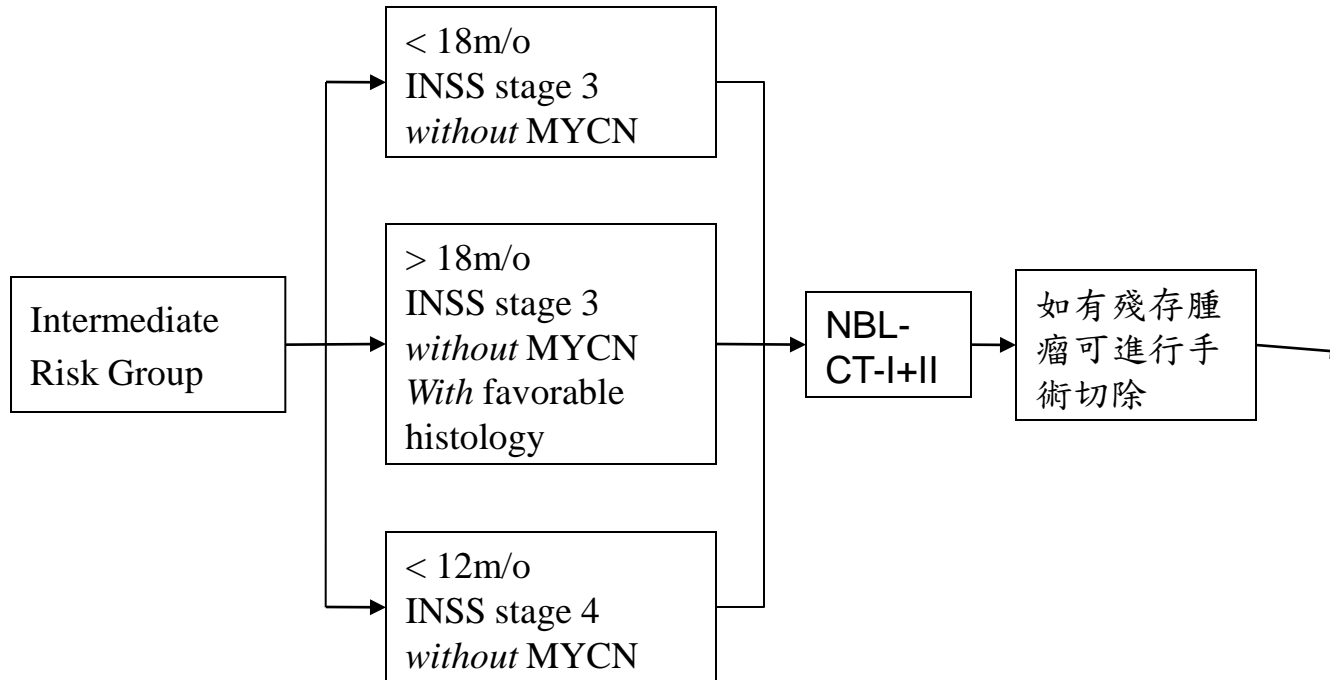 Intermediate
Risk Group
< 18m/o
INSS stage 3
without MYCN
> 18m/o
INSS stage 3
without MYCN
With favorable
histology
< 12m/o
INSS stage 4
without MYCN
NBL-
CT-I+II
如有殘存腫
瘤可進行手
術切除